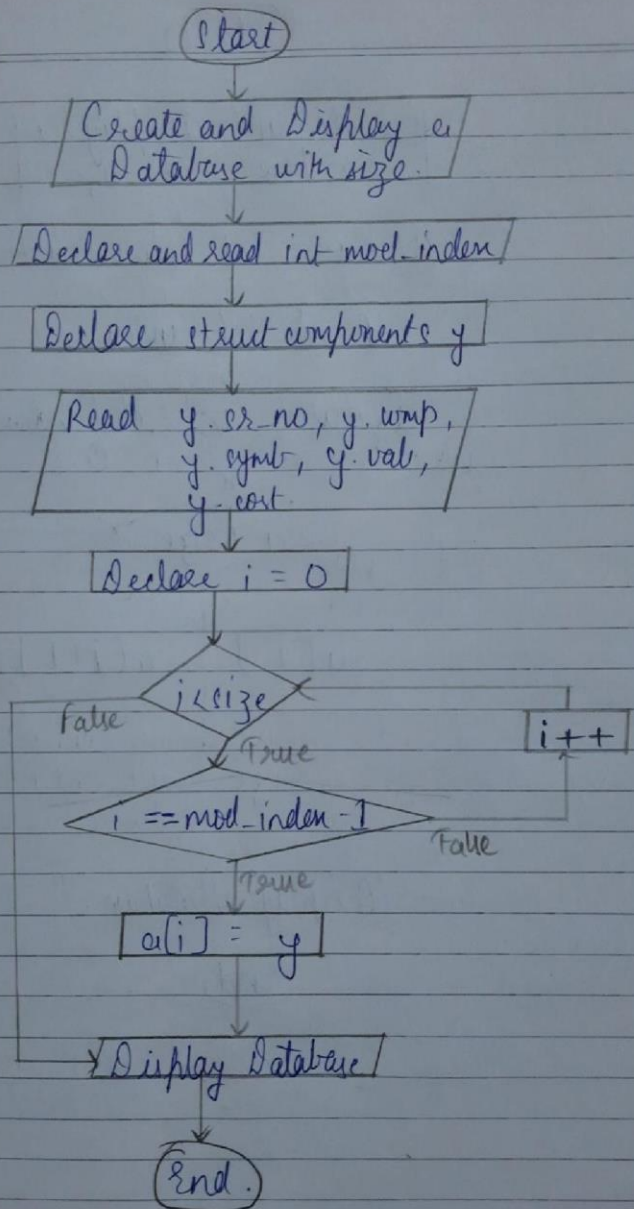 Start
Create and Display a
Database with size.
Declare and read int mod_index
Declare struct components y
Read y.sr_no, y.comp,
y.symb, y.val,
y.cost.
Declare i = 0
i < size
False
True
i++
i == mod_index - 1
False
True
a[i] = y
Display Database
End.